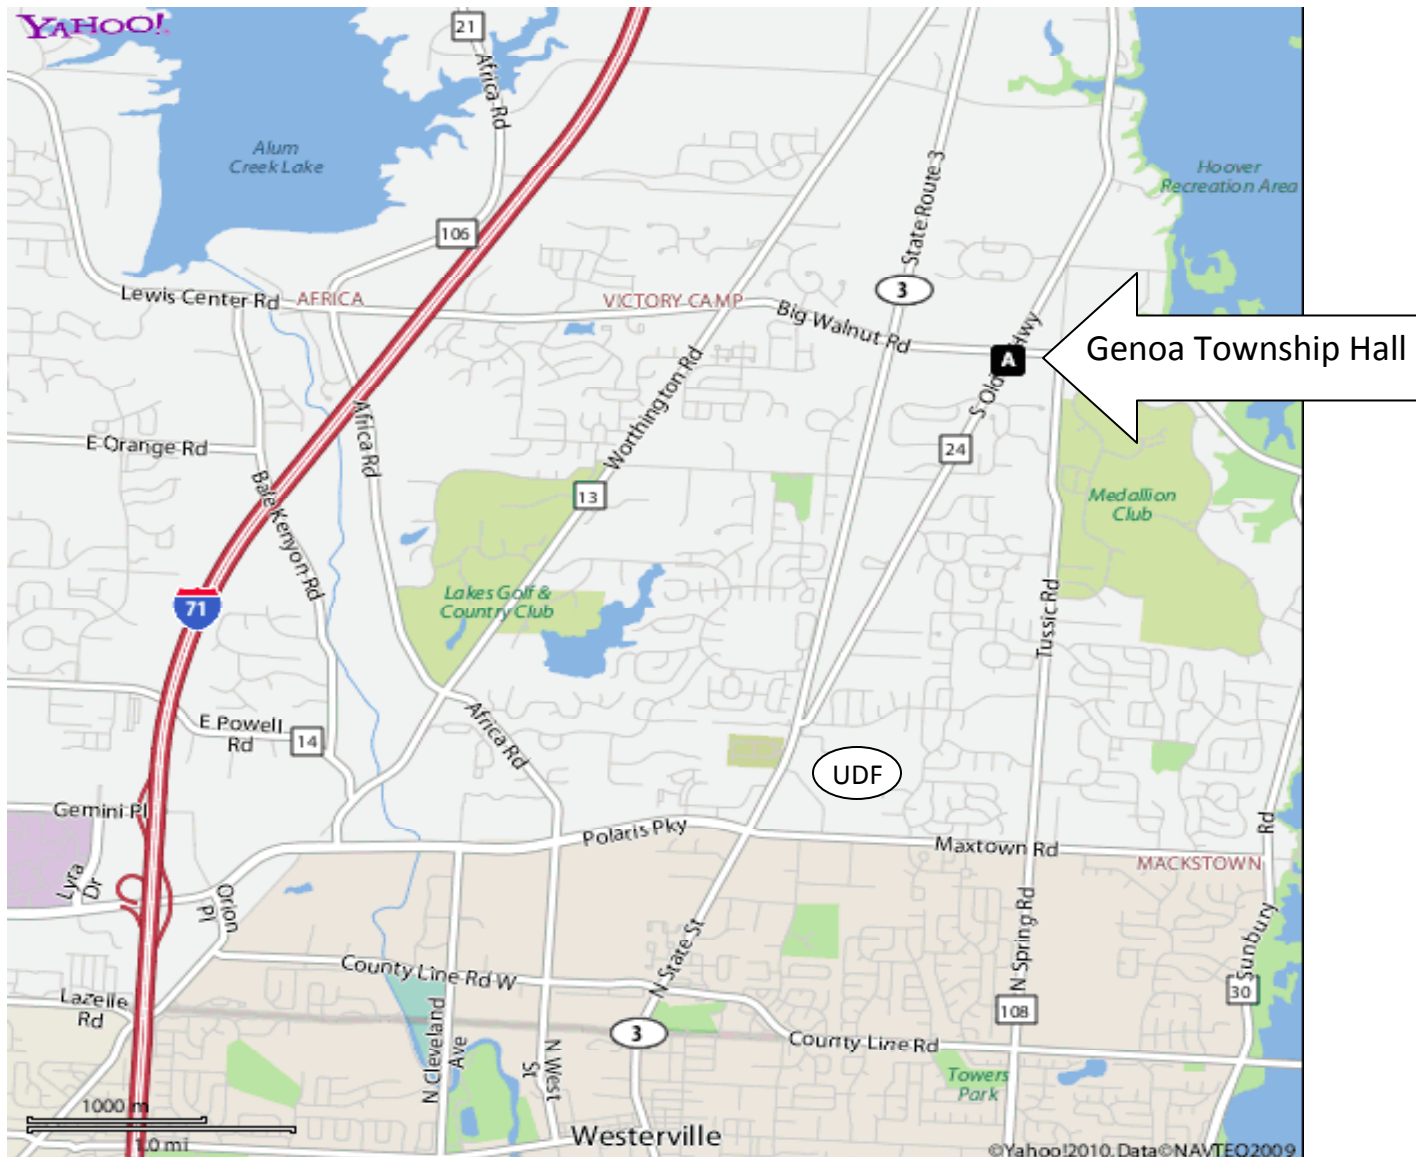 YAHOO!
21
Africa Rd
Alum
Creek Lake
Hoover
Recreation Area
106
State Route 3
3
Lewis Center Rd
AFRICA
VICTORY CAMP
Big Walnut Rd
S Old
Hwy
A
Genoa Township Hall
Worthington Rd
Africa Rd
E Orange Rd
24
13
Bale Kenyon Rd
Medallion
Club
Lakes Golf &
Country Club
71
Tussic Rd
E Powell
Rd
14
Africa Rd
UDF
Gemini Pl
Polaris Pky
Maxtown Rd
MACKSTOWN
Rd
Lyra
Dr
Orion
Pl
N State St
N Spring Rd
Sunbury
30
County Line Rd W
Lazelle
Rd
108
3
County Line Rd
N Cleveland
Ave
N West
St
Towers
Park
1000 m
1.0 mi
Westerville
©Yahoo!2010, Data©NAVTEQ2009